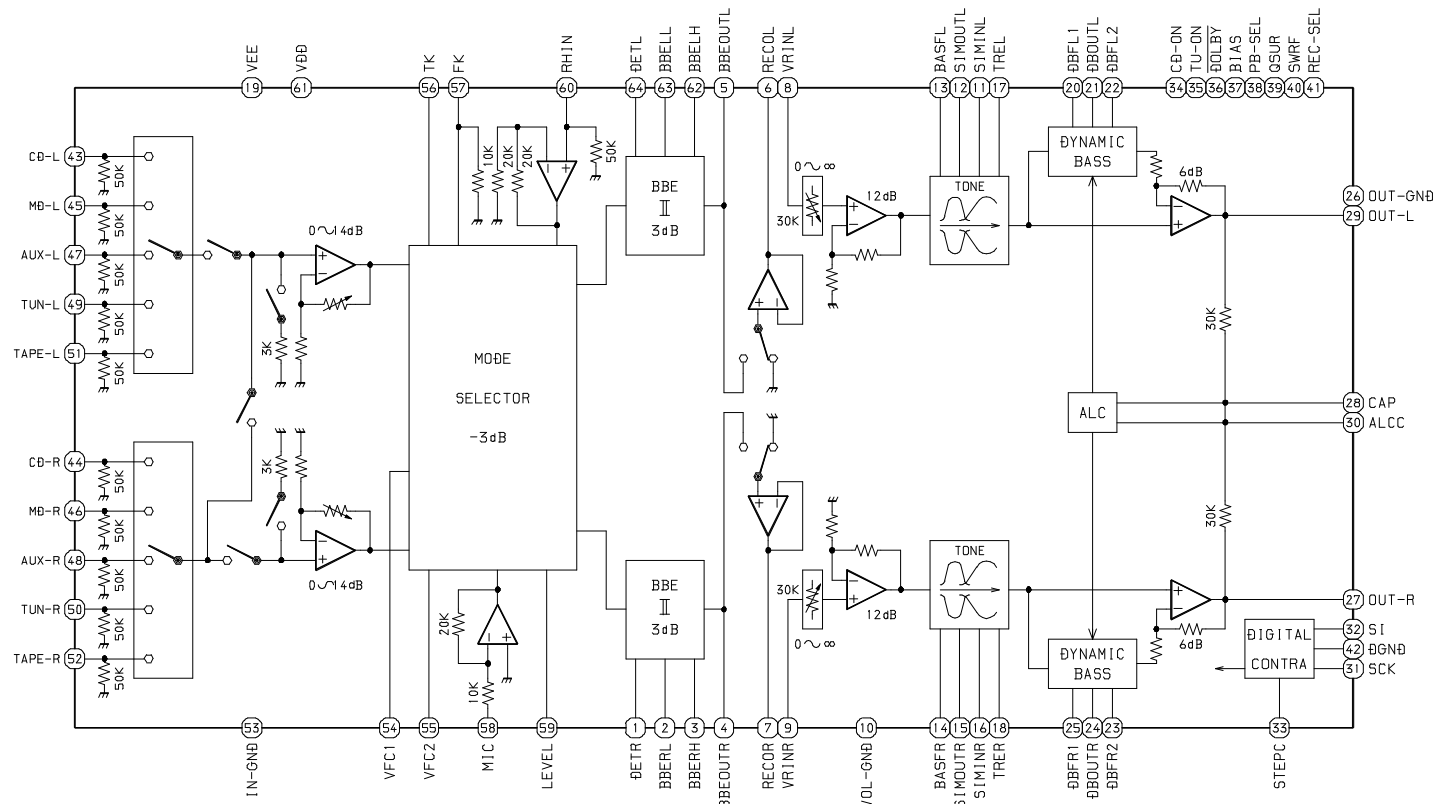 VEE
VDD
TK
FK
RHIN
DETL
BBELL
BBELH
BBEOUTL
RECOL
VRINL
BASFL
SIMOUTL
SIMINL
TREL
DBFL1
DBOUTL
DBFL2
CD-ON
TU-ON
DOLBY
BIAS
PB-SEL
QSUR
SWRF
REC-SEL
19
61
56
57
60
64
63
62
5
6
8
13
12
11
17
20
21
22
34
35
36
37
38
39
40
41
CD-L 43
50K
MD-L 45
50K
AUX-L 47
50K
TUN-L 49
50K
TAPE-L 51
50K
0~14dB
+
−
3K
10K
20K
20K
− +
50K
MODE
SELECTOR
-3dB
BBE
II
3dB
0~∞
30K
12dB
+
−
+ −
TONE
DYNAMIC
BASS
6dB
−
+
26 OUT-GND
29 OUT-L
30K
ALC
28 CAP
30 ALCC
30K
CD-R 44
50K
MD-R 46
50K
AUX-R 48
50K
TUN-R 50
50K
TAPE-R 52
50K
3K
−
+
0~14dB
20K
− +
10K
BBE
II
3dB
+ −
30K
0~∞
−
+
12dB
TONE
DYNAMIC
BASS
+
−
6dB
27 OUT-R
DIGITAL
CONTRA
32 SI
42 DGND
31 SCK
53
54
55
58
59
1
2
3
4
7
9
10
14
15
16
18
25
24
23
33
IN-GND
VFC1
VFC2
MIC
LEVEL
DETR
BBERL
BBERH
BBEOUTR
RECOR
VRINR
VOL-GND
BASFR
SIMOUTR
SIMINR
TRER
DBFR1
DBOUTR
DBFR2
STEPC